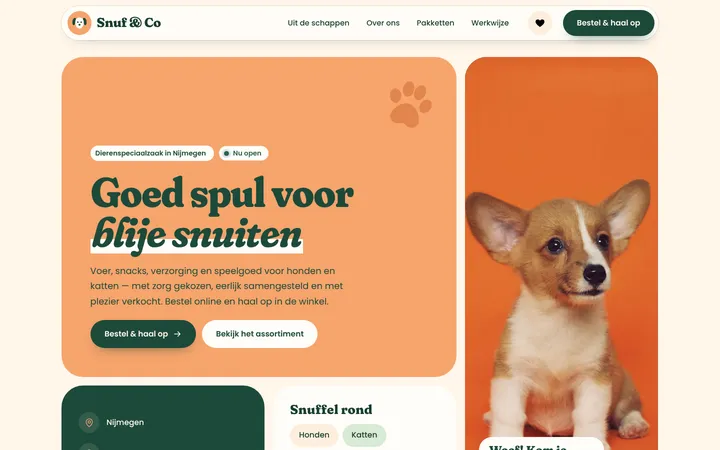 Snuf & Co
Uit de schappen
Over ons
Pakketten
Werkwijze
Bestel & haal op
Dierenspeciaalzaak in Nijmegen
Nu open
Goed spul voor
blije snuiten
Voer, snacks, verzorging en speelgoed voor honden en
katten — met zorg gekozen, eerlijk samengesteld en met
plezier verkocht. Bestel online en haal op in de winkel.
Bestel & haal op →
Bekijk het assortiment
Nijmegen
Snuffel rond
Honden
Katten